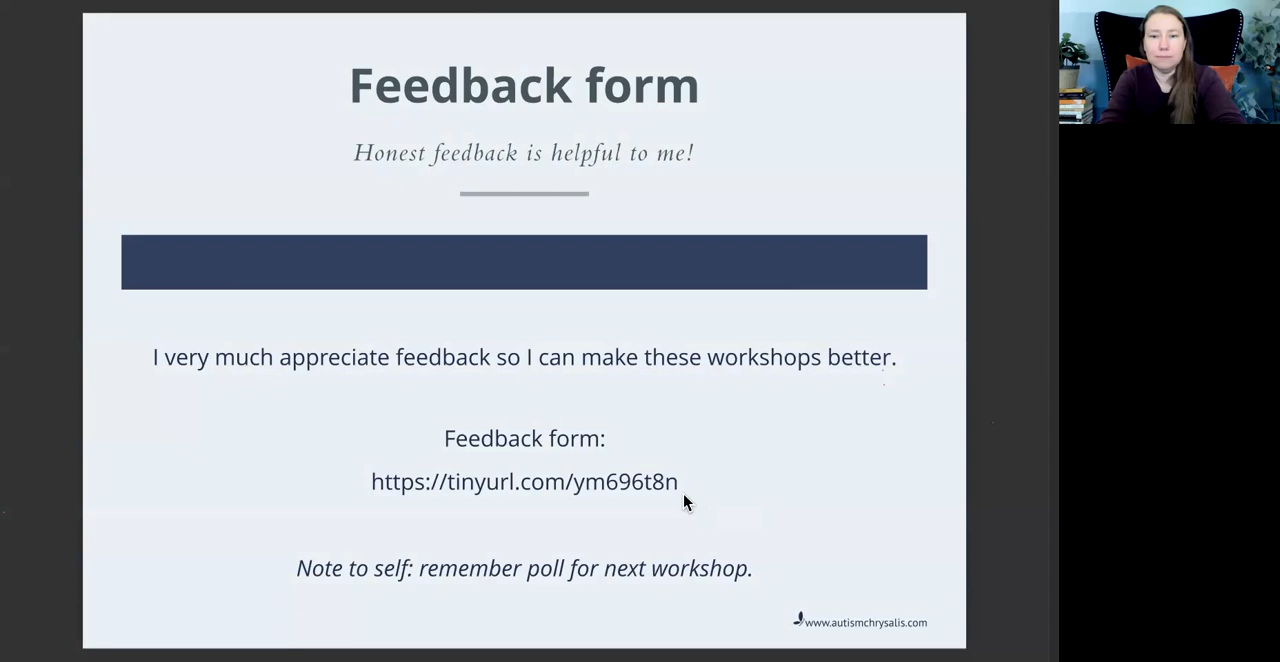 Feedback form
Honest feedback is helpful to me!
I very much appreciate feedback so I can make these workshops better.
Feedback form:
https://tinyurl.com/ym696t8n
Note to self: remember poll for next workshop.
www.autismchrysalis.com